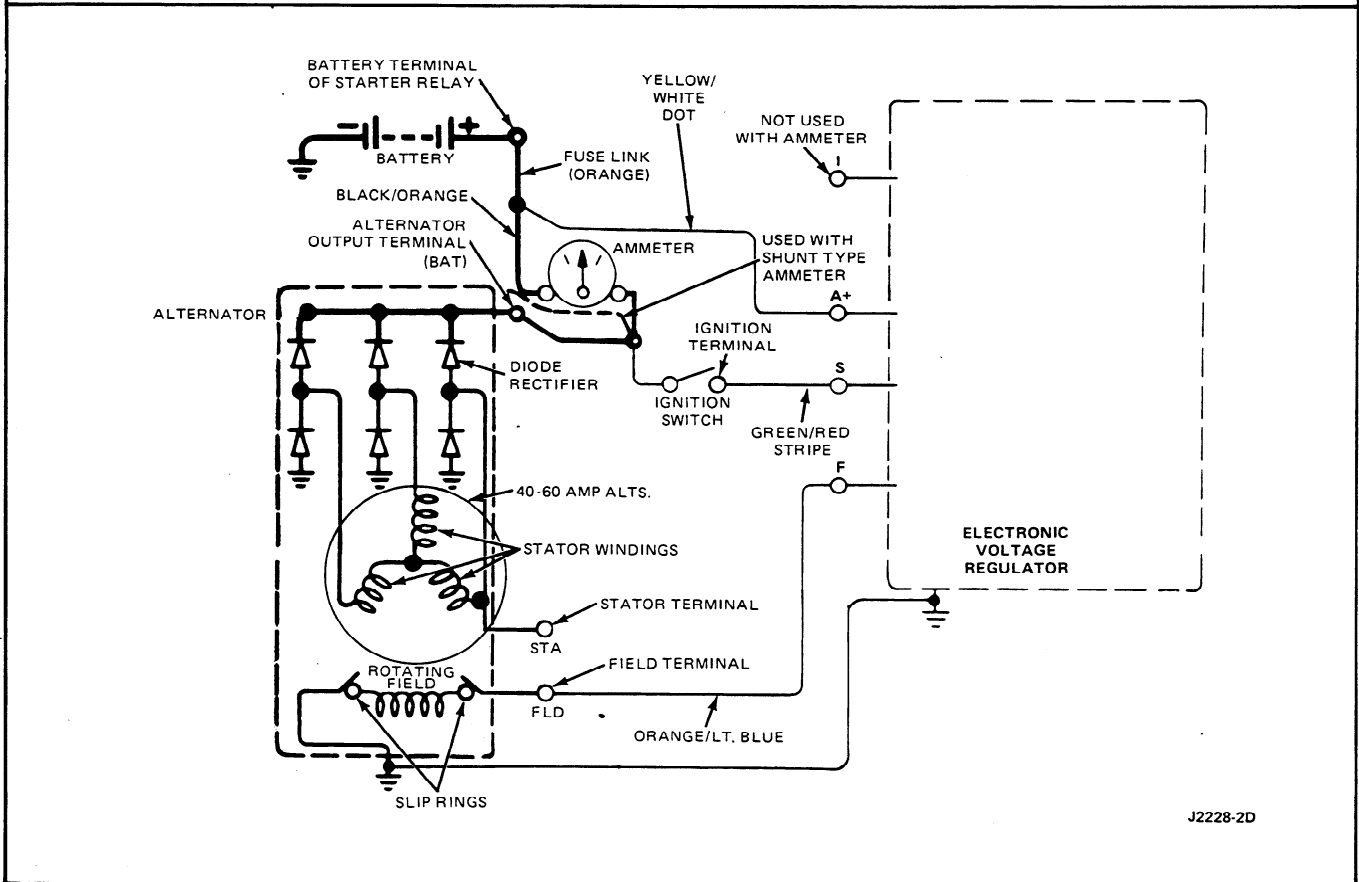 BATTERY TERMINAL
OF STARTER RELAY
YELLOW/
WHITE
DOT
NOT USED
WITH AMMETER
I
BATTERY
FUSE LINK
(ORANGE)
BLACK/ORANGE
ALTERNATOR
OUTPUT TERMINAL
(BAT)
AMMETER
USED WITH
SHUNT TYPE
AMMETER
A+
ALTERNATOR
IGNITION
TERMINAL
DIODE
RECTIFIER
S
IGNITION
SWITCH
GREEN/RED
STRIPE
F
40-60 AMP ALTS.
STATOR WINDINGS
ELECTRONIC
VOLTAGE
REGULATOR
STATOR TERMINAL
STA
FIELD TERMINAL
ROTATING
FIELD
FLD
ORANGE/LT. BLUE
SLIP RINGS
J2228-2D